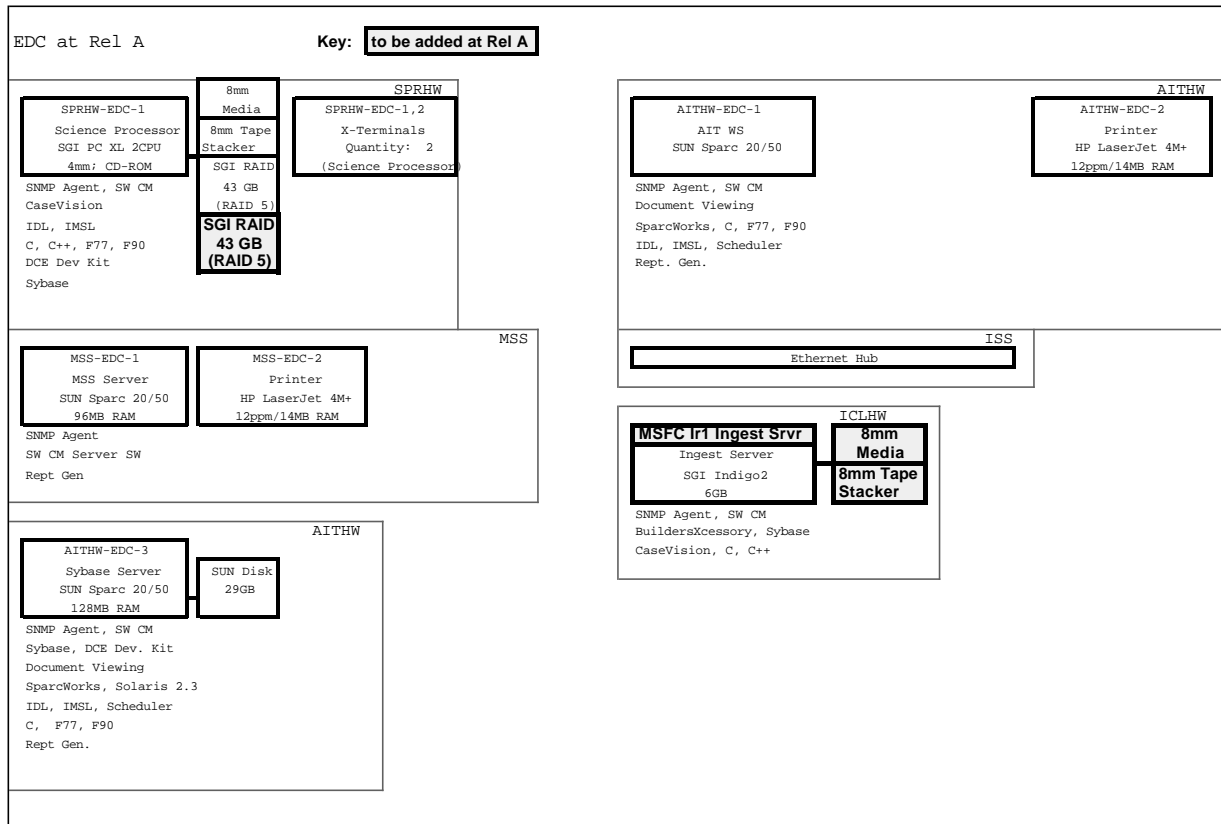 EDC at Rel A
Key: to be added at Rel A
SPRHW
SPRHW-EDC-1
Science Processor
SGI PC XL 2CPU
4mm; CD-ROM
8mm
Media
8mm Tape
Stacker
SGI RAID
43 GB
(RAID 5)
SGI RAID
43 GB
(RAID 5)
SPRHW-EDC-1,2
X-Terminals
Quantity: 2
(Science Processor)
SNMP Agent, SW CM
CaseVision
IDL, IMSL
C, C++, F77, F90
DCE Dev Kit
Sybase
AITHW
AITHW-EDC-1
AIT WS
SUN Sparc 20/50
AITHW-EDC-2
Printer
HP LaserJet 4M+
12ppm/14MB RAM
SNMP Agent, SW CM
Document Viewing
SparcWorks, C, F77, F90
IDL, IMSL, Scheduler
Rept. Gen.
MSS
MSS-EDC-1
MSS Server
SUN Sparc 20/50
96MB RAM
MSS-EDC-2
Printer
HP LaserJet 4M+
12ppm/14MB RAM
SNMP Agent
SW CM Server SW
Rept Gen
ISS
Ethernet Hub
ICLHW
MSFC Ir1 Ingest Srvr
Ingest Server
SGI Indigo2
6GB
8mm
Media
8mm Tape
Stacker
SNMP Agent, SW CM
BuildersXcessory, Sybase
CaseVision, C, C++
AITHW
AITHW-EDC-3
Sybase Server
SUN Sparc 20/50
128MB RAM
SUN Disk
29GB
SNMP Agent, SW CM
Sybase, DCE Dev. Kit
Document Viewing
SparcWorks, Solaris 2.3
IDL, IMSL, Scheduler
C, F77, F90
Rept Gen.